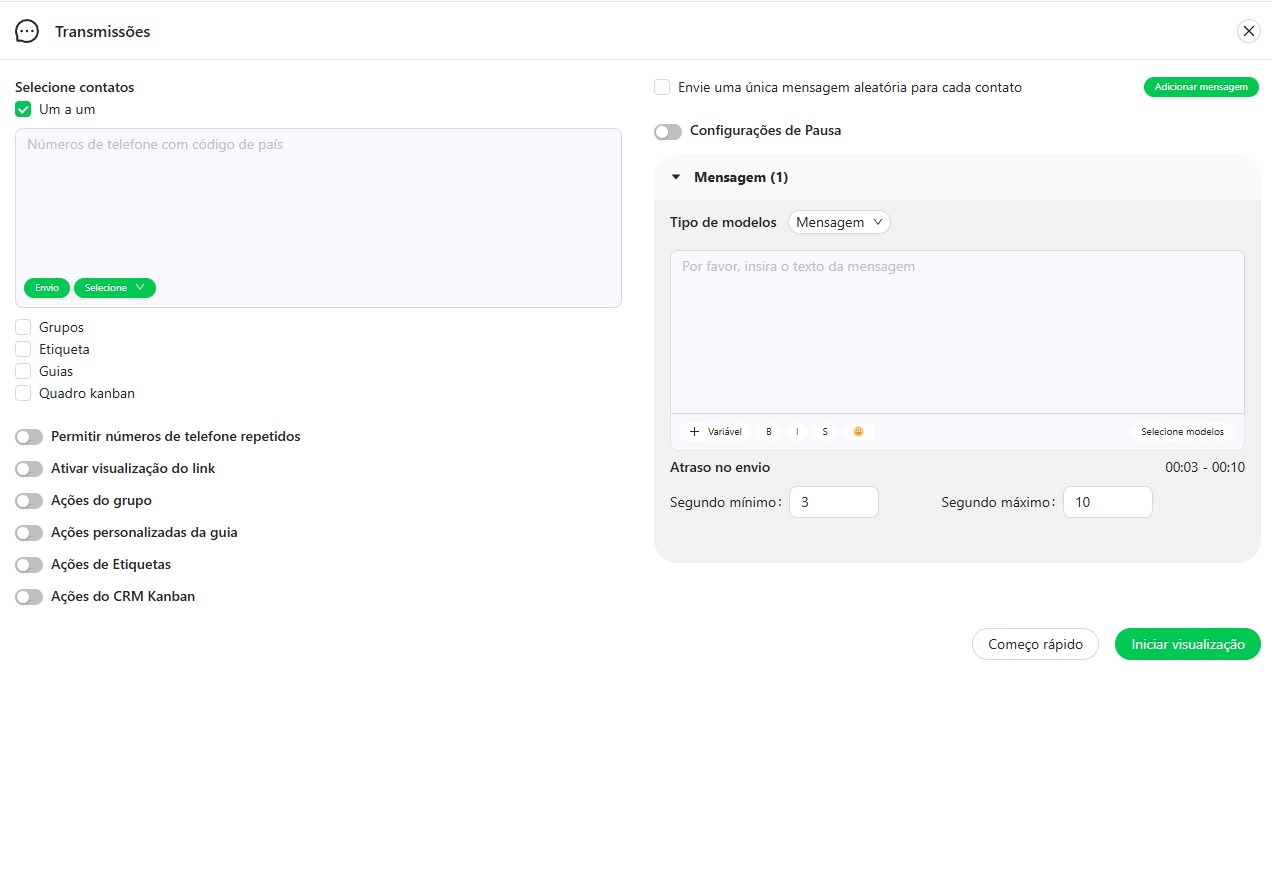 Transmissões
Selecione contatos
Um a um
Números de telefone com código de país
Envio
Selecione
Grupos
Etiqueta
Guias
Quadro kanban
Permitir números de telefone repetidos
Ativar visualização do link
Ações do grupo
Ações personalizadas da guia
Ações de Etiquetas
Ações do CRM Kanban
Envie uma única mensagem aleatória para cada contato
Adicionar mensagem
Configurações de Pausa
Mensagem (1)
Tipo de modelos Mensagem
Por favor, insira o texto da mensagem
+ Variável B I S Selecione modelos
Atraso no envio 00:03 - 00:10
Segundo mínimo: 3 Segundo máximo: 10
Começo rápido Iniciar visualização